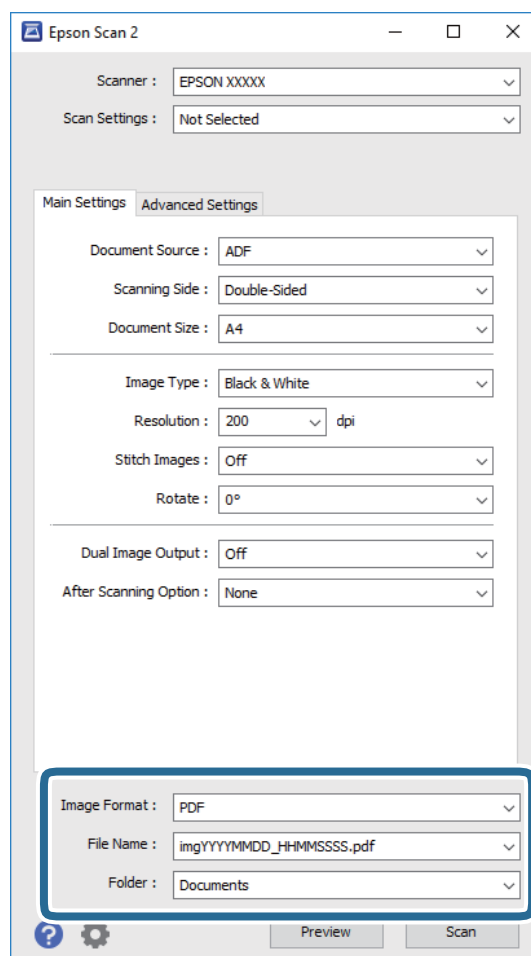 Epson Scan 2
Scanner : EPSON XXXXX
Scan Settings : Not Selected
Main Settings Advanced Settings
Document Source : ADF
Scanning Side : Double-Sided
Document Size : A4
Image Type : Black & White
Resolution : 200 dpi
Stitch Images : Off
Rotate : 0°
Dual Image Output : Off
After Scanning Option : None
Image Format : PDF
File Name : imgYYYYMMDD_HHMMSSSS.pdf
Folder : Documents
? Preview Scan